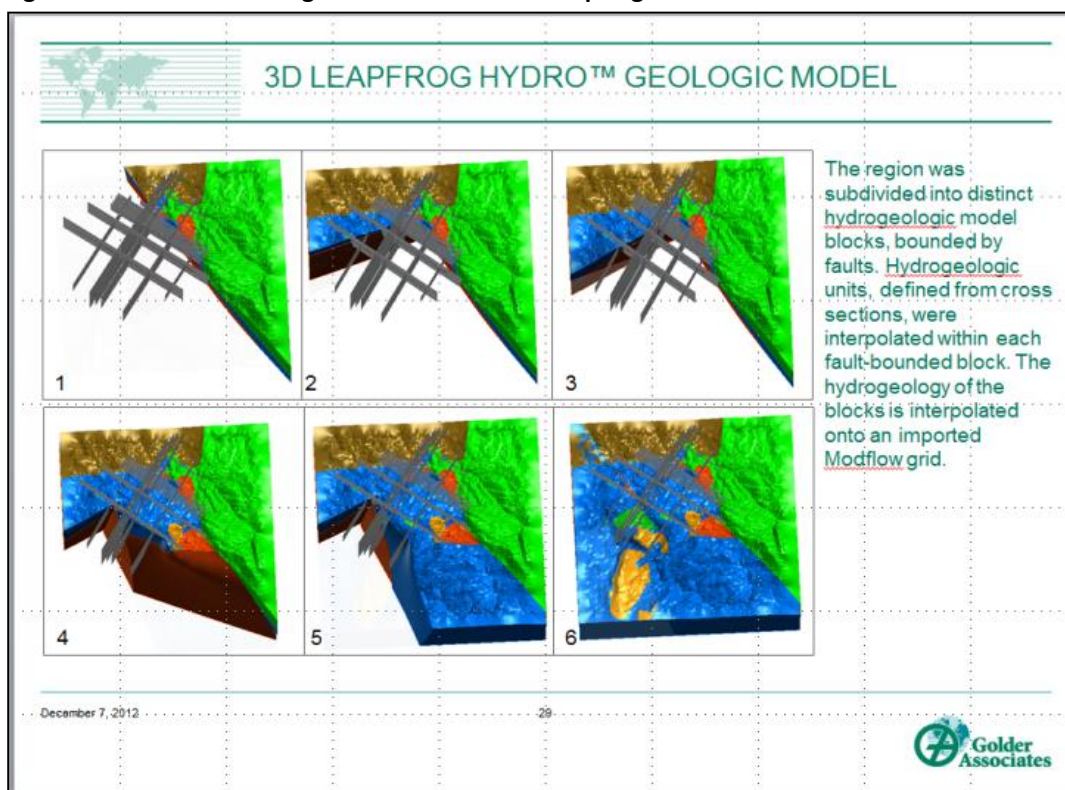 3D LEAPFROG HYDRO™ GEOLOGIC MODEL
1
2
3
4
5
6
The region was
subdivided into distinct
hydrogeologic model
blocks, bounded by
faults. Hydrogeologic
units, defined from cross
sections, were
interpolated within each
fault-bounded block. The
hydrogeology of the
blocks is interpolated
onto an imported
Modflow grid.
December 7, 2012
29
Golder
Associates